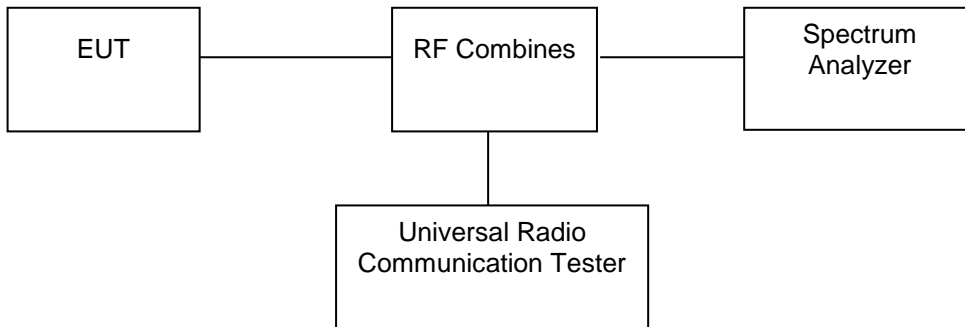 EUT
RF Combines
Spectrum
Analyzer
Universal Radio
Communication Tester